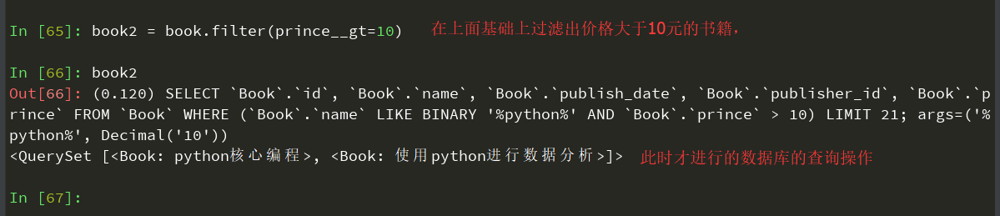 In [65]: book2 = book.filter(prince__gt=10) 在上面基础上过滤出价格大于10元的书籍,
In [66]: book2
Out[66]: (0.120) SELECT `Book`.`id`, `Book`.`name`, `Book`.`publish_date`, `Book`.`publisher_id`, `Book`.`p
rince` FROM `Book` WHERE (`Book`.`name` LIKE BINARY '%python%' AND `Book`.`prince` > 10) LIMIT 21; args=('%
python%', Decimal('10'))
<QuerySet [<Book: python核心编程>, <Book: 使用python进行数据分析>]> 此时才进行的数据库的查询操作
In [67]: